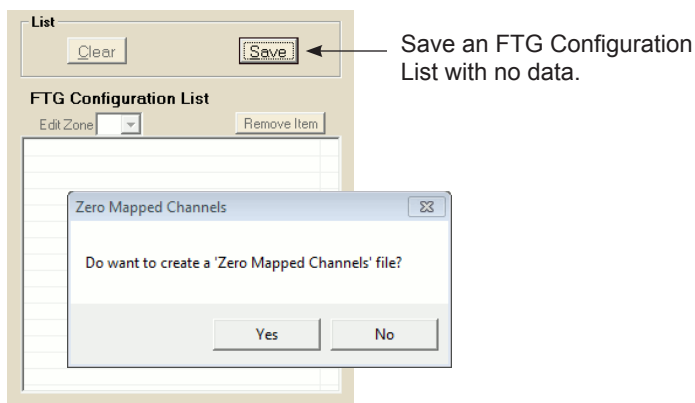 List
Clear
Save
Save an FTG Configuration
List with no data.
FTG Configuration List
Edit Zone
Remove Item
Zero Mapped Channels
Do want to create a 'Zero Mapped Channels' file?
Yes
No